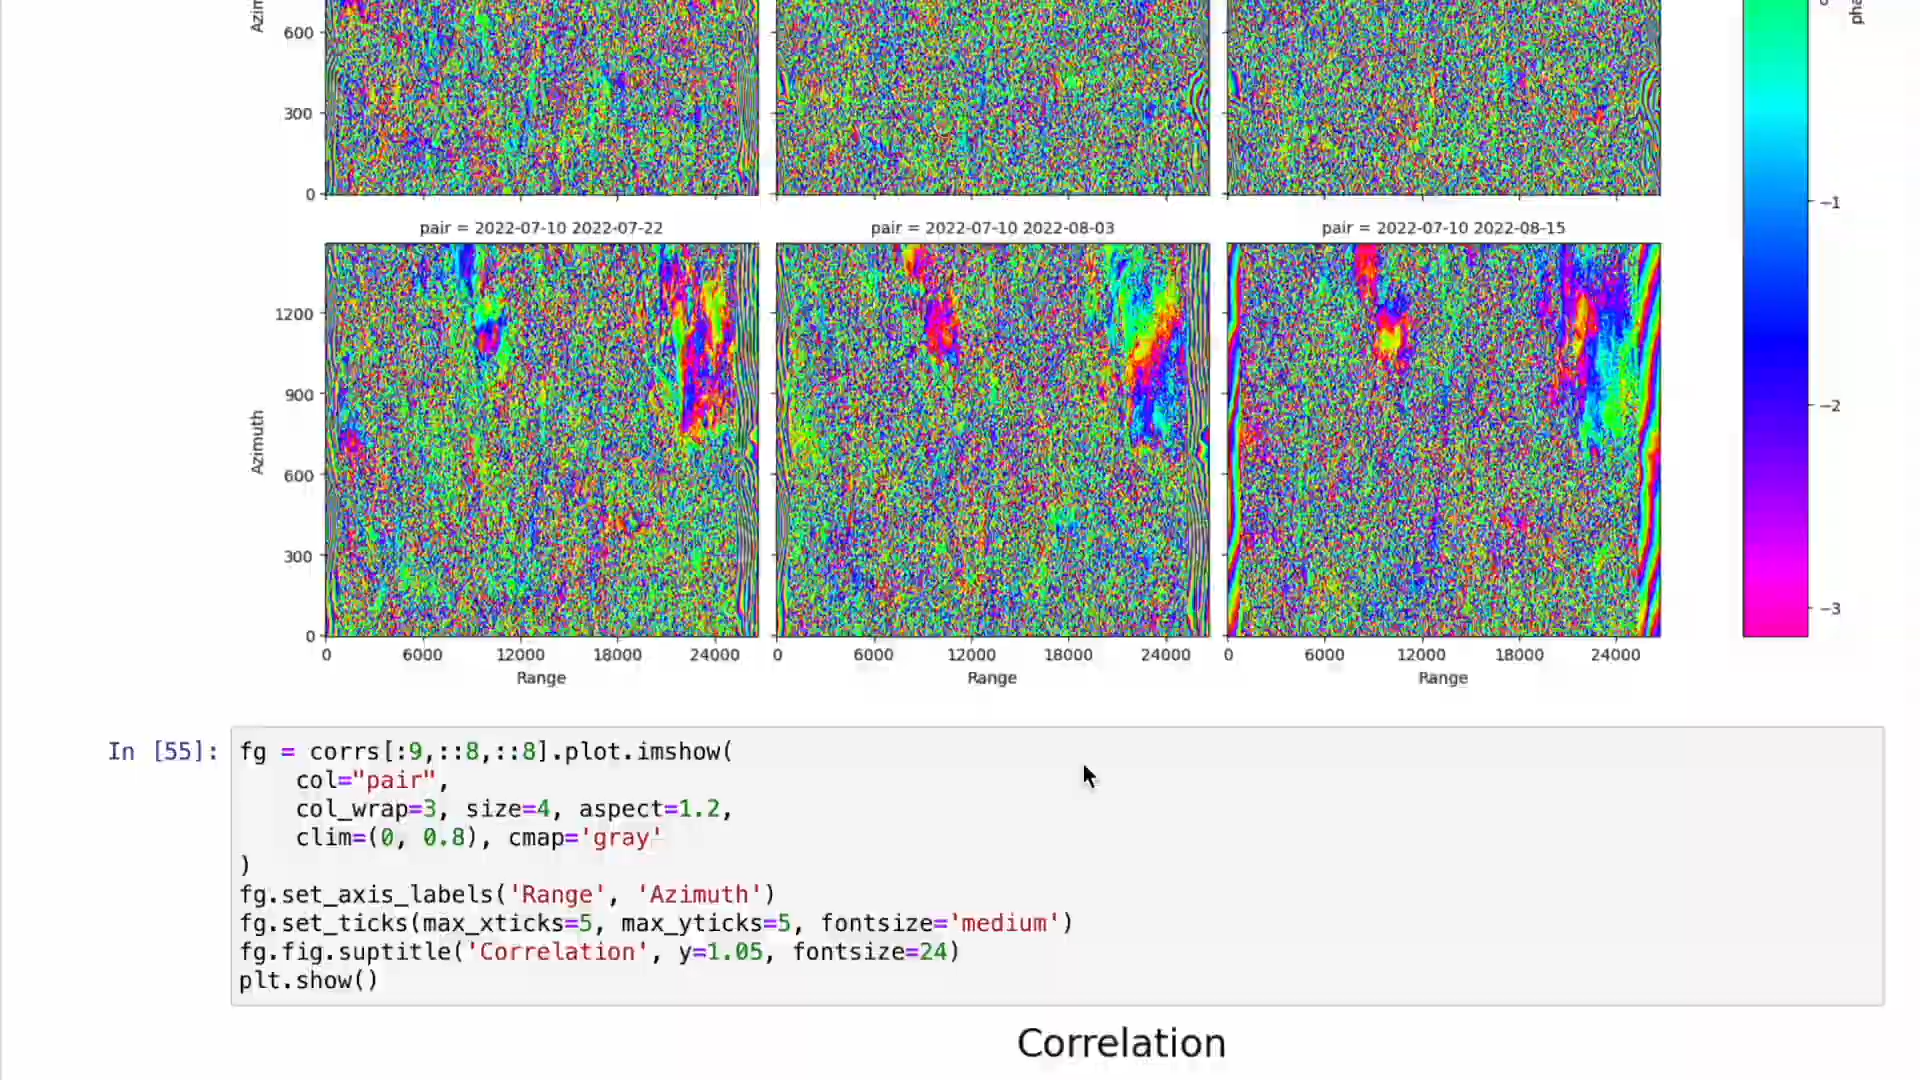 Azim
600
300
0
pha
−1
−2
−3
pair = 2022-07-10 2022-07-22
pair = 2022-07-10 2022-08-03
pair = 2022-07-10 2022-08-15
1200
900
600
300
0
Azimuth
0 6000 12000 18000 24000
0 6000 12000 18000 24000
0 6000 12000 18000 24000
Range
Range
Range
In [55]:
fg = corrs[:9,::8,::8].plot.imshow(
    col="pair",
    col_wrap=3, size=4, aspect=1.2,
    clim=(0, 0.8), cmap='gray'
)
fg.set_axis_labels('Range', 'Azimuth')
fg.set_ticks(max_xticks=5, max_yticks=5, fontsize='medium')
fg.fig.suptitle('Correlation', y=1.05, fontsize=24)
plt.show()
Correlation